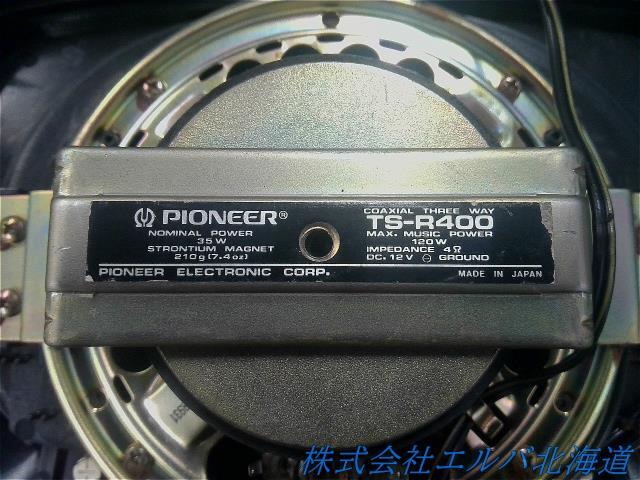 PIONEER®
NOMINAL POWER
35W
STRONTIUM MAGNET
210g(7.4oz)
COAXIAL THREE WAY
TS-R400
MAX. MUSIC POWER
120W
IMPEDANCE 4Ω
DC. 12V ⊖ GROUND
PIONEER ELECTRONIC CORP.
MADE IN JAPAN
株式会社エルバ北海道